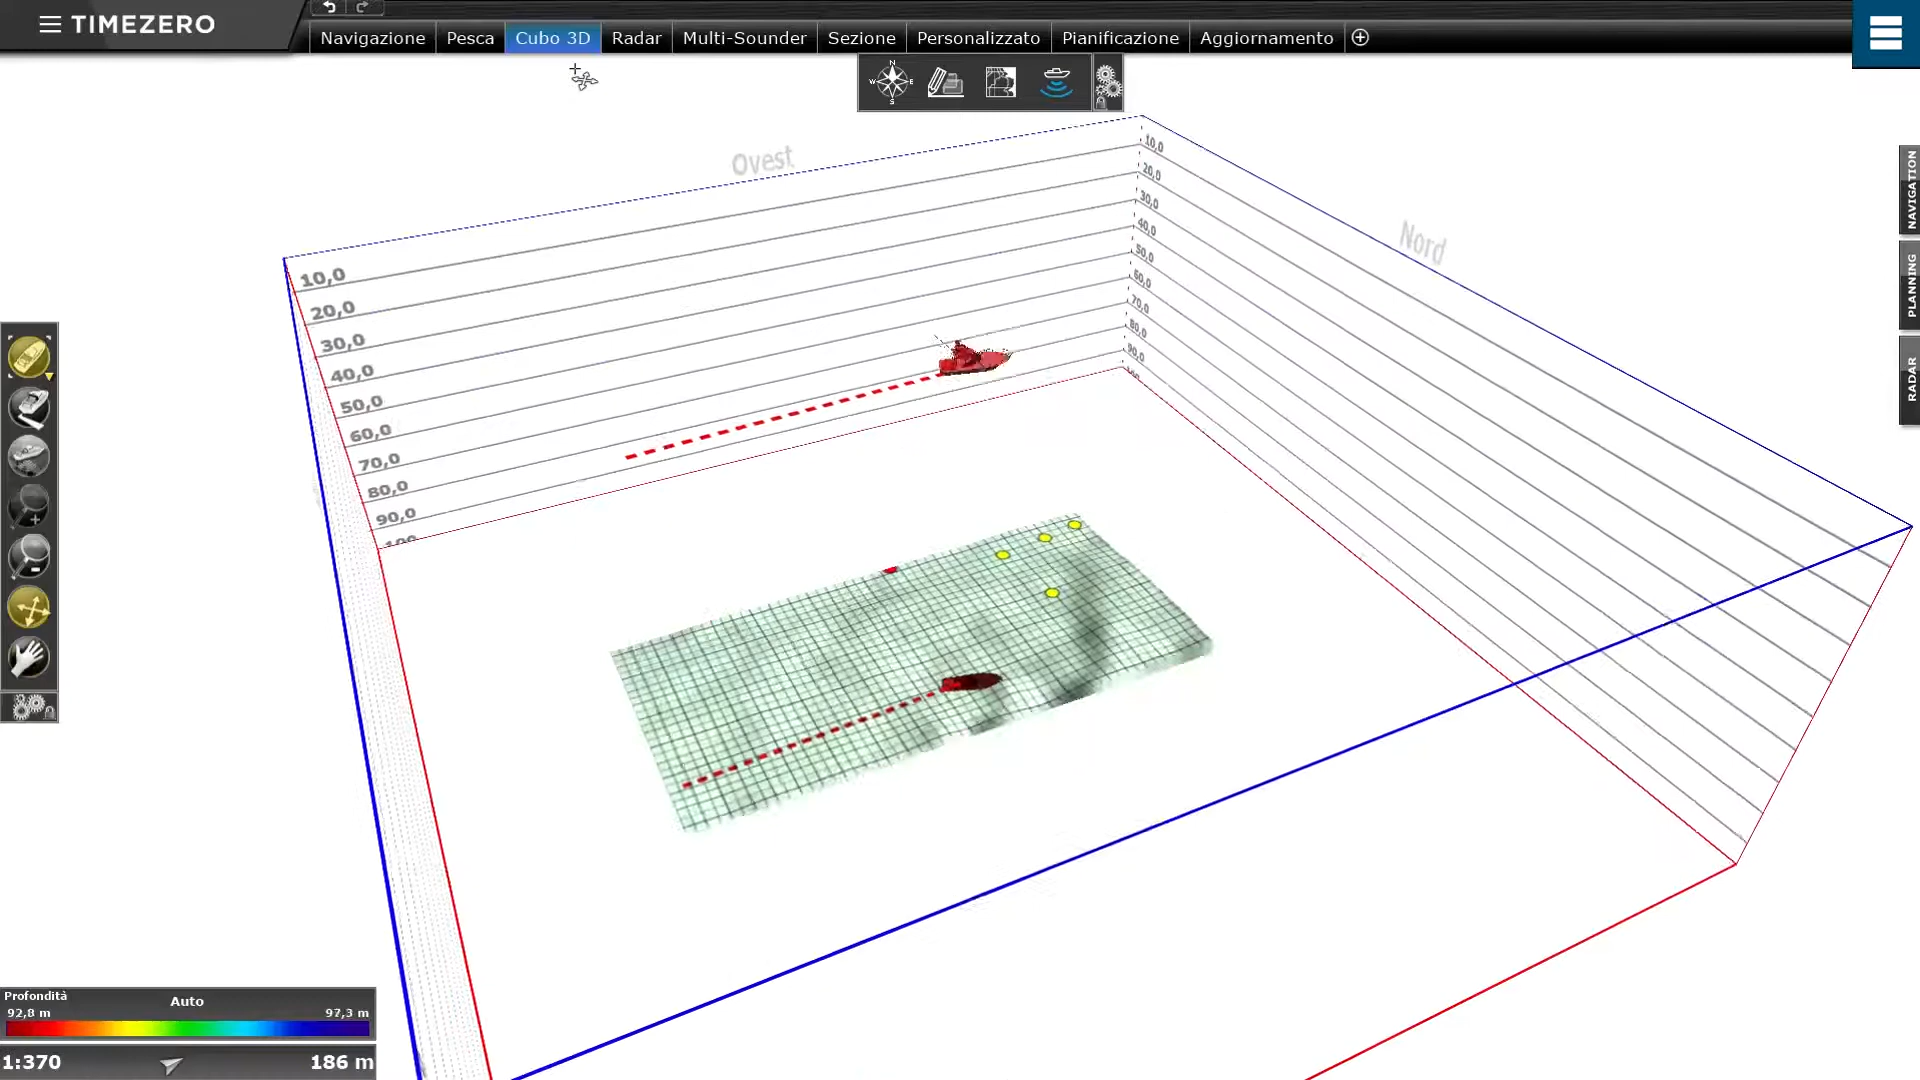 TIMEZERO
Navigazione
Pesca
Cubo 3D
Radar
Multi-Sounder
Sezione
Personalizzato
Pianificazione
Aggiornamento
N
W
E
S
Ovest
Nord
10,0
20,0
30,0
40,0
50,0
60,0
70,0
80,0
90,0
100
10,0
20,0
30,0
40,0
50,0
60,0
70,0
80,0
90,0
NAVIGATION
PLANNING
RADAR
Profondità
Auto
92,8 m
97,3 m
1:370
186 m